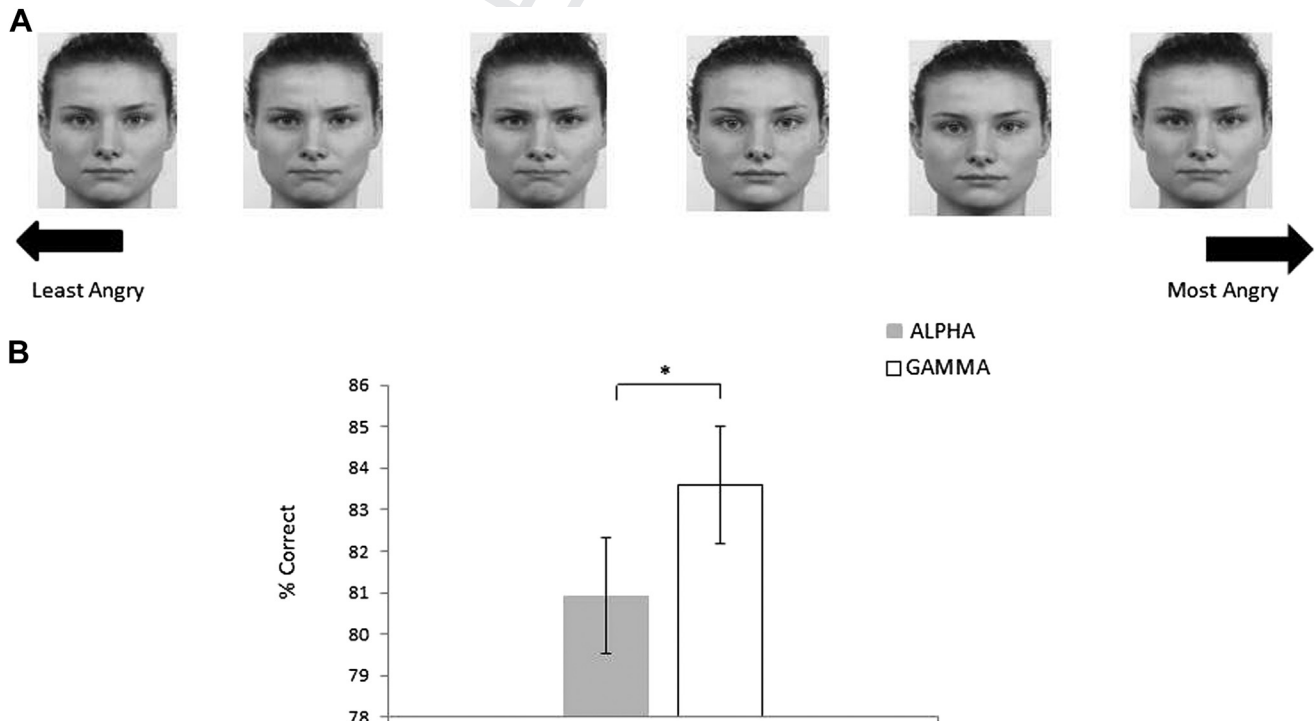 A
Least Angry
Most Angry
ALPHA
GAMMA
B
*
86
85
84
83
82
81
80
79
78
% Correct